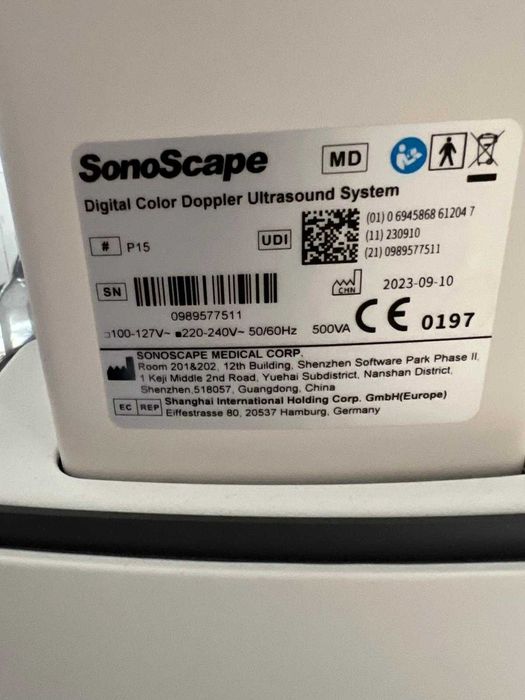 SonoScape MD
Digital Color Doppler Ultrasound System
# P15 UDI (01) 0 6945868 61204 7
(11) 230910
(21) 0989577511
SN CHN 2023-09-10
0989577511
□100-127V~ ■220-240V~ 50/60Hz 500VA CE 0197
SONOSCAPE MEDICAL CORP.
Room 201&202, 12th Building, Shenzhen Software Park Phase II,
1 Keji Middle 2nd Road, Yuehai Subdistrict, Nanshan District,
Shenzhen,518057, Guangdong, China
EC REP Shanghai International Holding Corp. GmbH(Europe)
Eiffestrasse 80, 20537 Hamburg, Germany